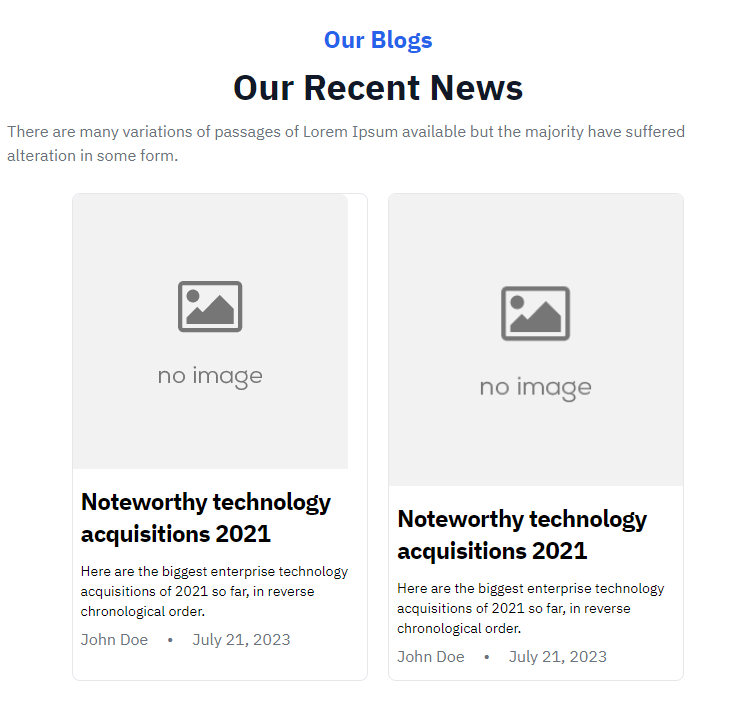 Our Blogs
Our Recent News
There are many variations of passages of Lorem Ipsum available but the majority have suffered
alteration in some form.
no image
Noteworthy technology
acquisitions 2021
Here are the biggest enterprise technology
acquisitions of 2021 so far, in reverse
chronological order.
John Doe • July 21, 2023
no image
Noteworthy technology
acquisitions 2021
Here are the biggest enterprise technology
acquisitions of 2021 so far, in reverse
chronological order.
John Doe • July 21, 2023